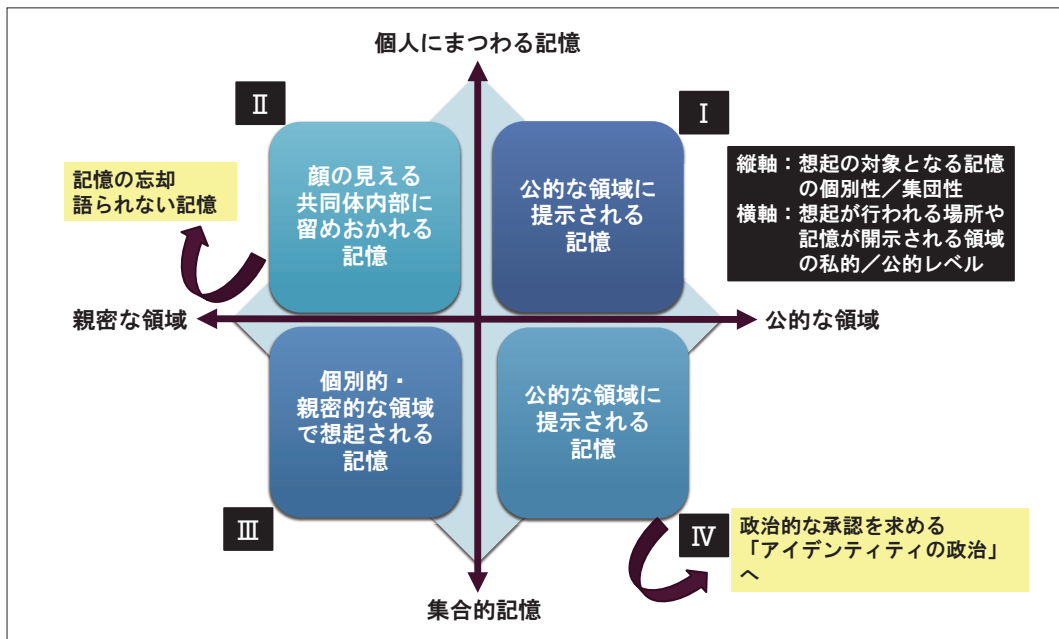 個人にまつわる記憶
Ⅱ
Ⅰ
記憶の忘却
語られない記憶
顔の見える
共同体内部に
留めおかれる
記憶
公的な領域に
提示される
記憶
縦軸：想起の対象となる記憶
の個別性／集団性
横軸：想起が行われる場所や
記憶が開示される領域
の私的／公的レベル
親密な領域
公的な領域
個別的・
親密的な領域
で想起される
記憶
公的な領域に
提示される
記憶
Ⅲ
Ⅳ
政治的な承認を求める
「アイデンティティの政治」
へ
集合的記憶